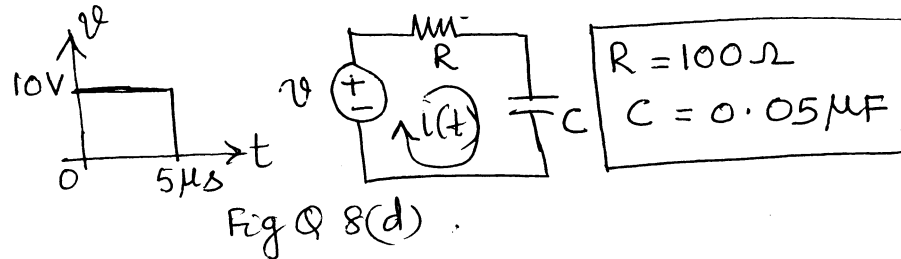 v
10V
0
5μs
t
v
+
-
R
i(t)
C
R = 100Ω
C = 0.05μF
Fig Q 8(d) .